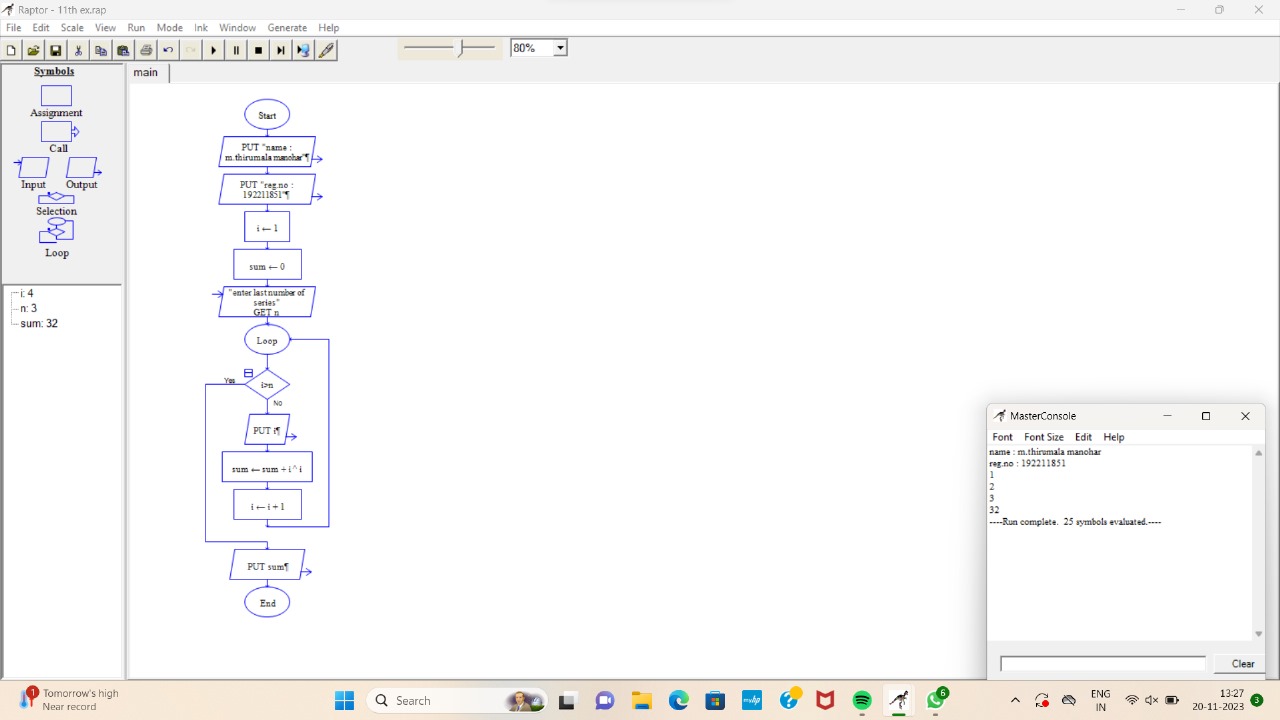 Raptor - 11th ex.rap
File Edit Scale View Run Mode Ink Window Generate Help
80%
Symbols
main
Assignment
Call
Input Output
Selection
Loop
i: 4
n: 3
sum: 32
Start
PUT "name :
m.thirumala manohar"¶
PUT "reg.no :
192211851"¶
i ← 1
sum ← 0
"enter last number of
series"
GET n
Loop
Yes
i>n
No
PUT i¶
sum ← sum + i ^ i
i ← i + 1
PUT sum¶
End
MasterConsole
Font Font Size Edit Help
name : m.thirumala manohar
reg.no : 192211851
1
2
3
32
----Run complete. 25 symbols evaluated.----
Clear
1
Tomorrow's high
Near record
Search
myhp
6
ENG
IN
13:27
20-11-2023
3